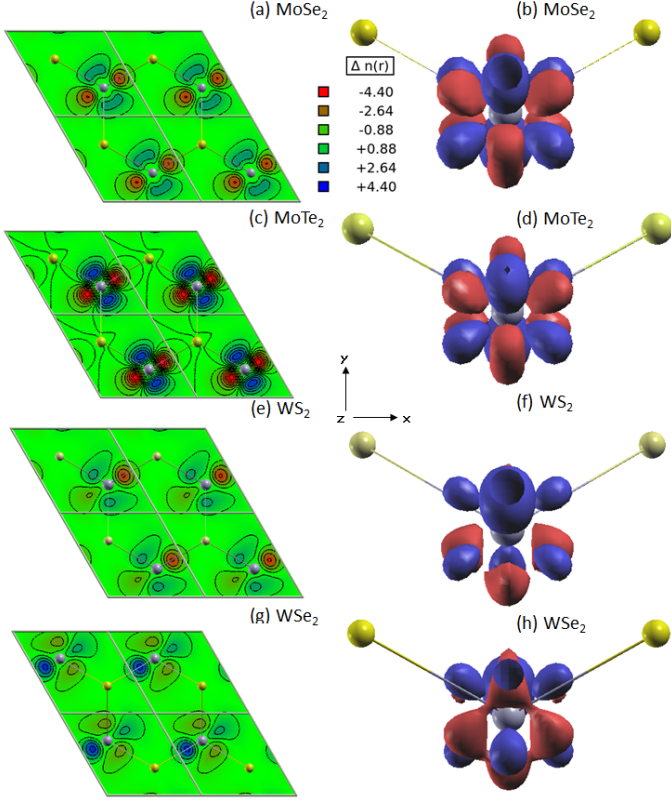 (a) MoSe₂
(b) MoSe₂
Δ n(r)
-4.40
-2.64
-0.88
+0.88
+2.64
+4.40
(c) MoTe₂
(d) MoTe₂
y
z
x
(e) WS₂
(f) WS₂
(g) WSe₂
(h) WSe₂